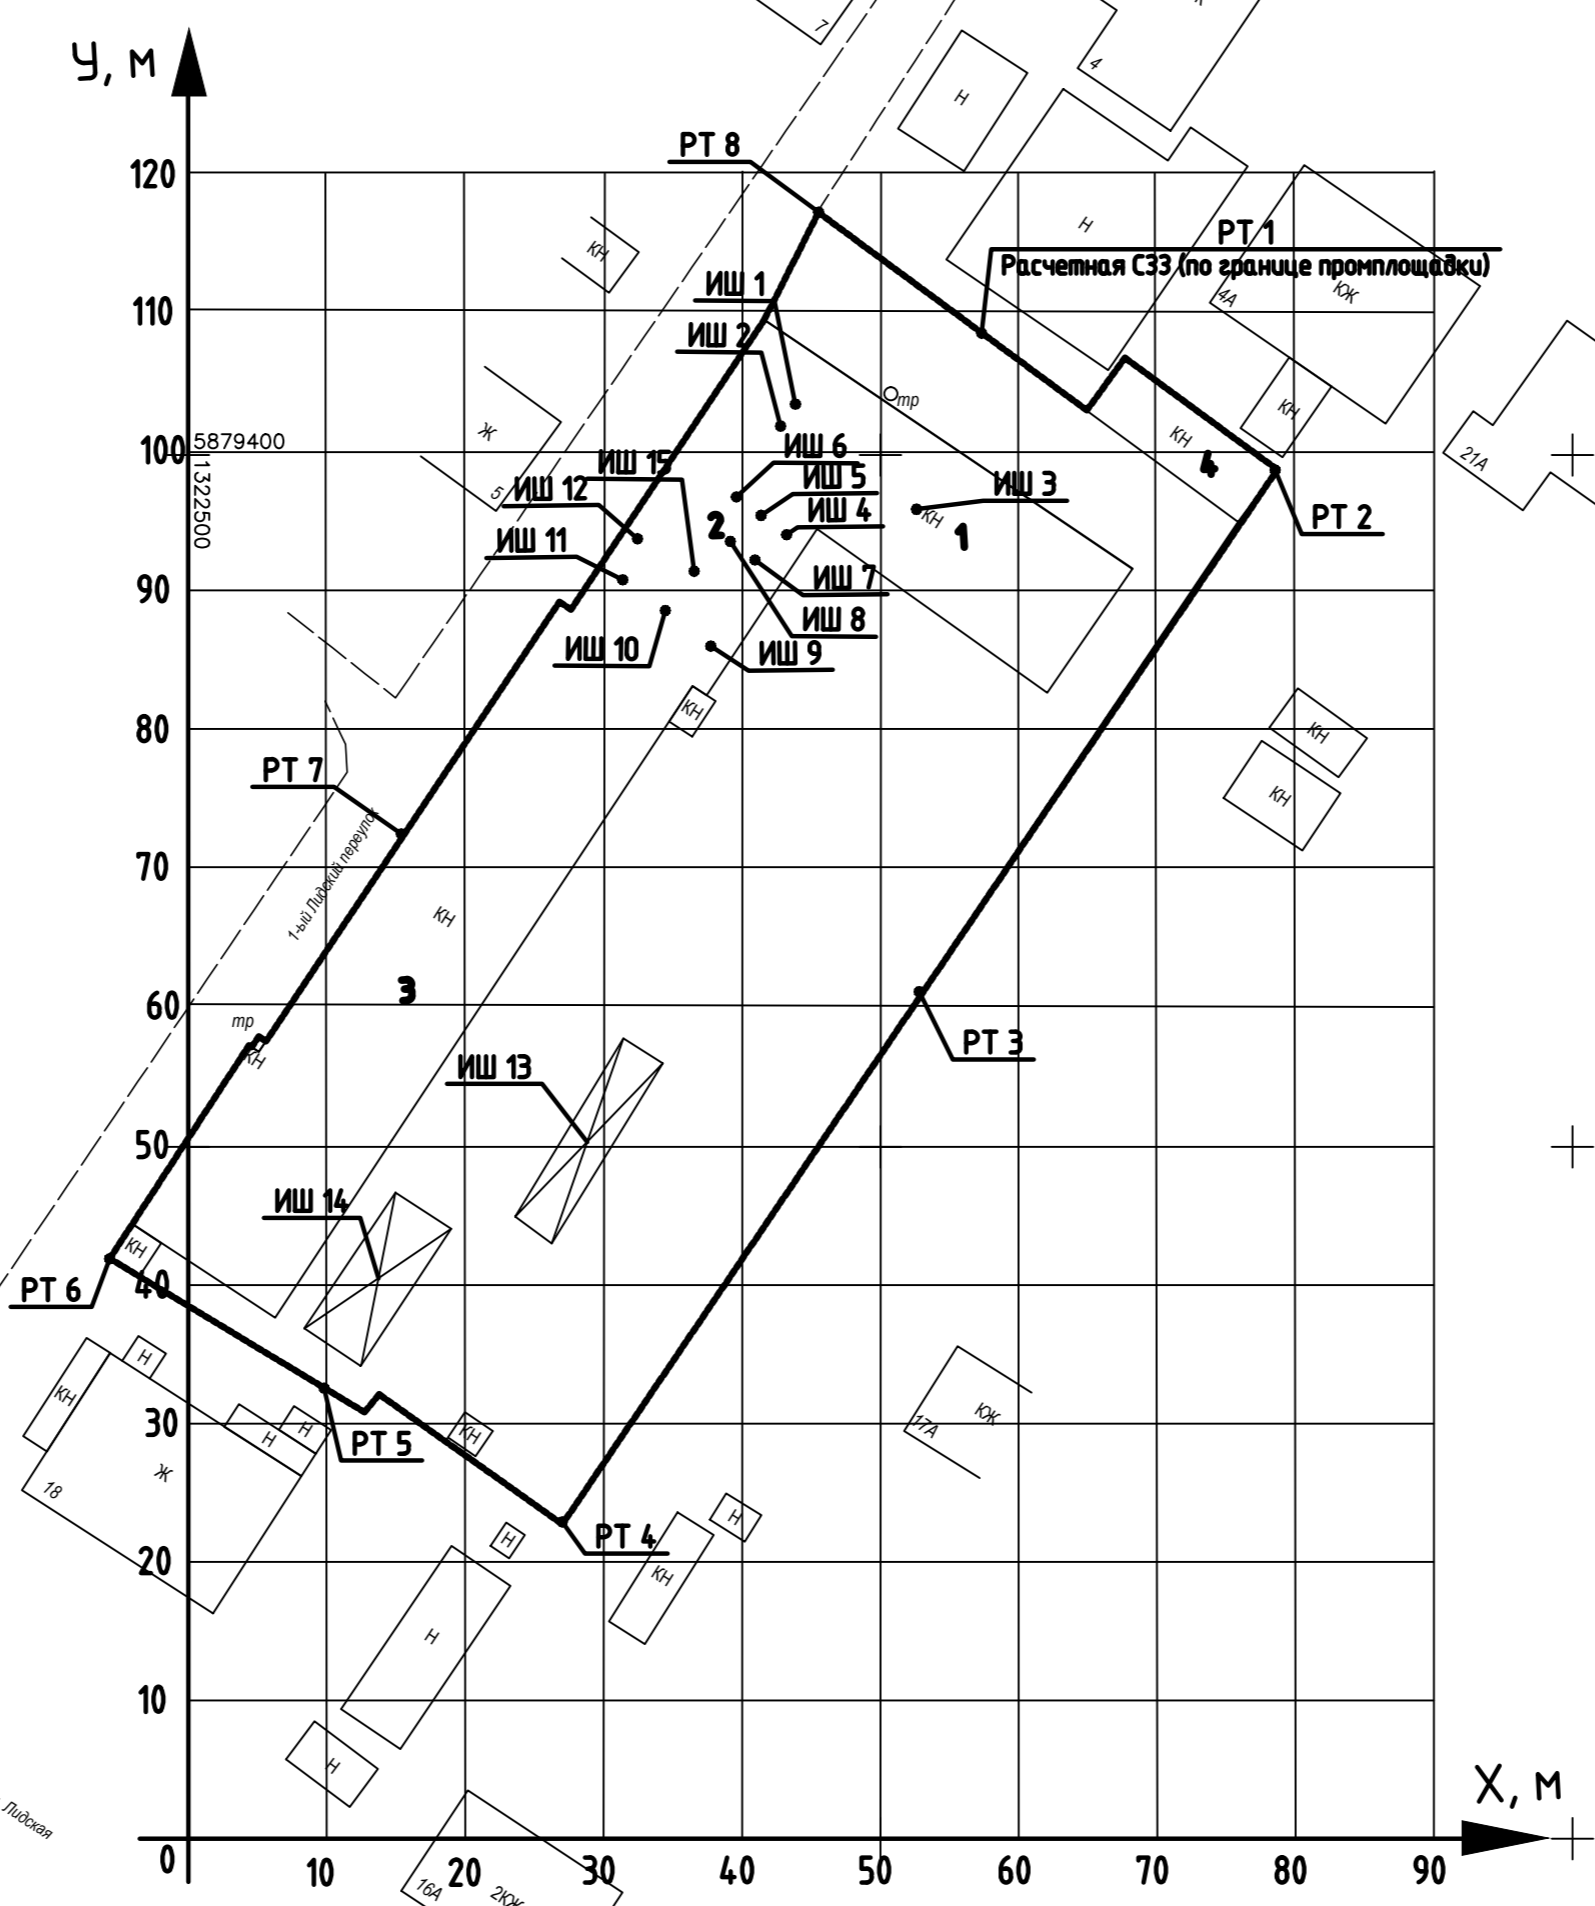 У, м
7
4
Н
РТ 8
120
Н
РТ 1
Расчетная СЗЗ (по границе промплощадки)
КН
4А
КЖ
ИШ 1
110
ИШ 2
тр
КН
КН
Ж
5879400
100
1322500
ИШ 6
ИШ 15
ИШ 5
4
21А
5
ИШ 12
ИШ 3
2
ИШ 4
КН
1
РТ 2
ИШ 11
90
ИШ 7
ИШ 8
ИШ 10
ИШ 9
КН
80
КН
РТ 7
КН
1-ый Лидский переулок
70
КН
3
60
тр
КН
РТ 3
ИШ 13
50
ИШ 14
КН
РТ 6
40
Н
КН
Н
Н
30
КН
КЖ
17А
РТ 5
Ж
18
Н
Н
РТ 4
20
КН
Н
10
Н
Х, м
Лидская
0
10
20
30
40
50
60
70
80
90
16А
2КЖ